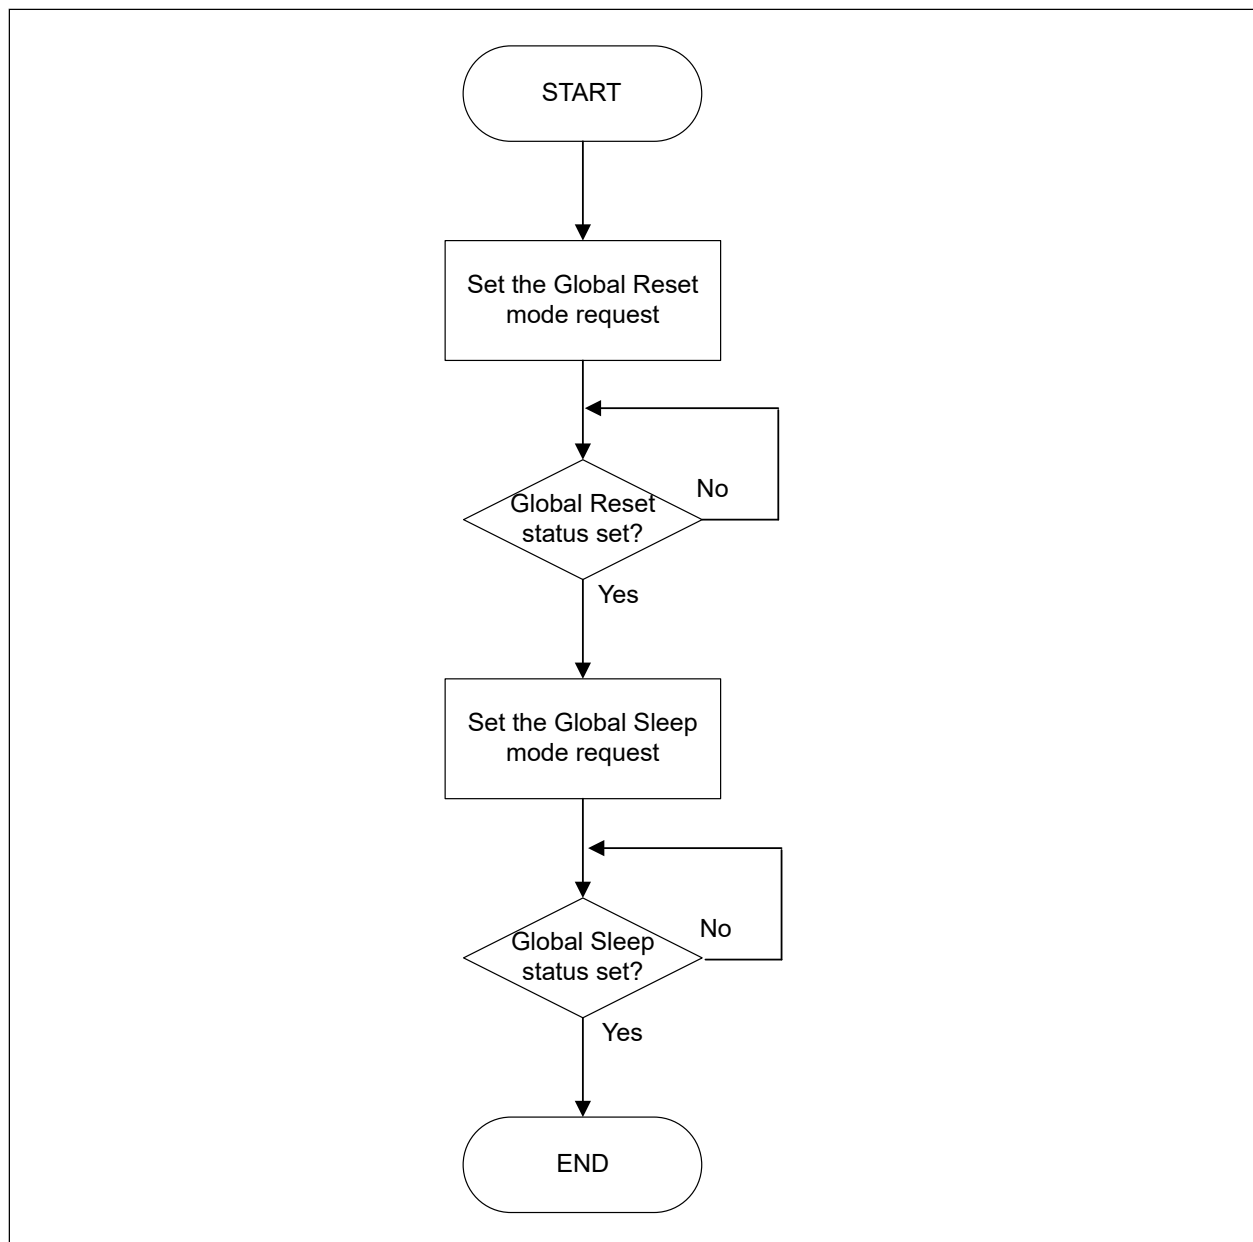 START
Set the Global Reset
mode request
No
Global Reset
status set?
Yes
Set the Global Sleep
mode request
No
Global Sleep
status set?
Yes
END